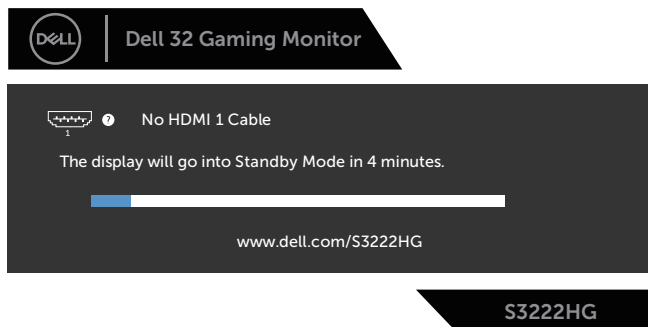 DELL
Dell 32 Gaming Monitor
?
No HDMI 1 Cable
1
The display will go into Standby Mode in 4 minutes.
www.dell.com/S3222HG
S3222HG